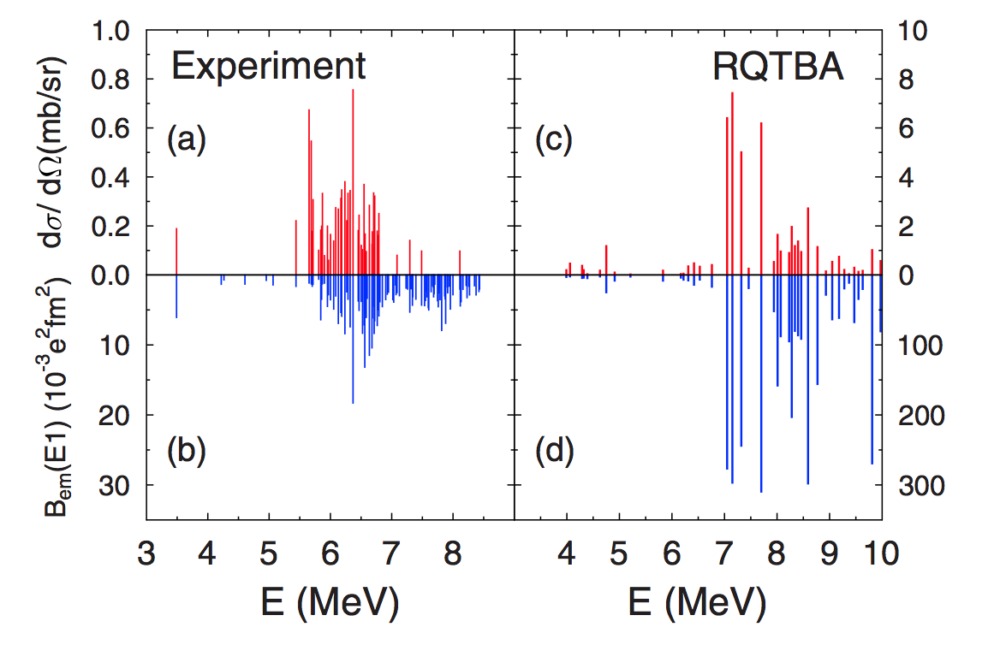 1.0
0.8
0.6
0.4
0.2
0.0
10
20
30
dσ/ dΩ(mb/sr)
B_em(E1) (10⁻³e²fm²)
Experiment
(a)
(b)
3 4 5 6 7 8
E (MeV)
RQTBA
(c)
(d)
4 5 6 7 8 9 10
E (MeV)
10
8
6
4
2
0
100
200
300